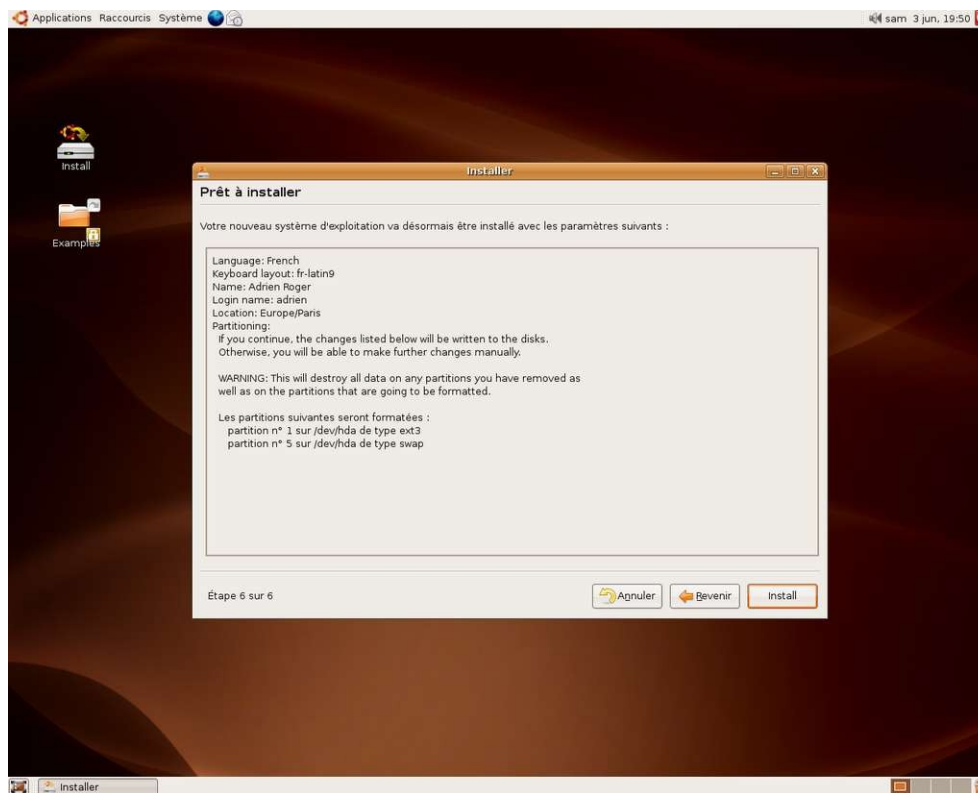 Applications Raccourcis Système
sam 3 jun, 19:50
Install
Examples
Installer
Prêt à installer
Votre nouveau système d'exploitation va désormais être installé avec les paramètres suivants :
Language: French
Keyboard layout: fr-latin9
Name: Adrien Roger
Login name: adrien
Location: Europe/Paris
Partitioning:
If you continue, the changes listed below will be written to the disks.
Otherwise, you will be able to make further changes manually.
WARNING: This will destroy all data on any partitions you have removed as
well as on the partitions that are going to be formatted.
Les partitions suivantes seront formatées :
partition n° 1 sur /dev/hda de type ext3
partition n° 5 sur /dev/hda de type swap
Étape 6 sur 6
Annuler
Revenir
Install
Installer